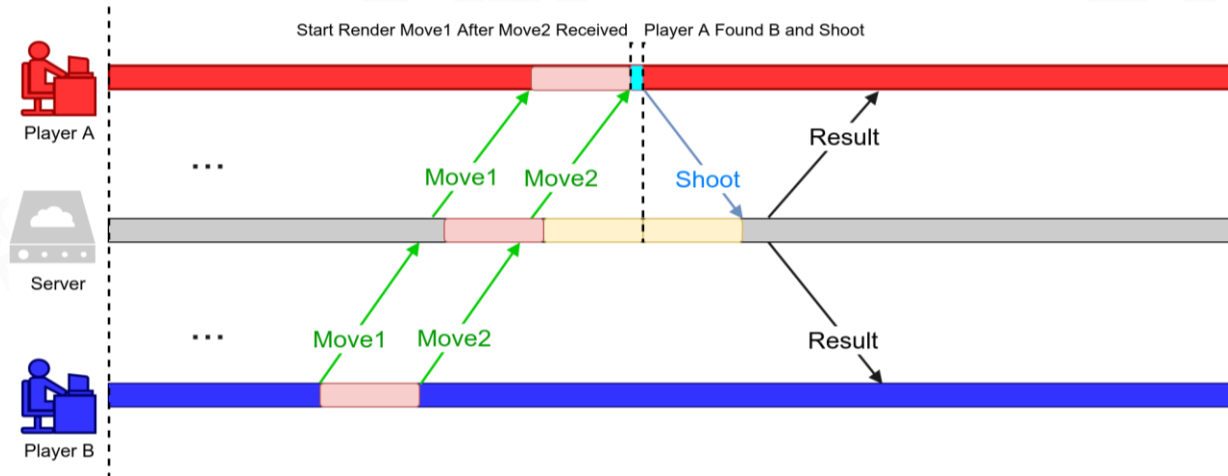 Start Render Move1 After Move2 Received
Player A Found B and Shoot
Player A
...
Move1
Move2
Shoot
Result
Server
...
Move1
Move2
Result
Player B